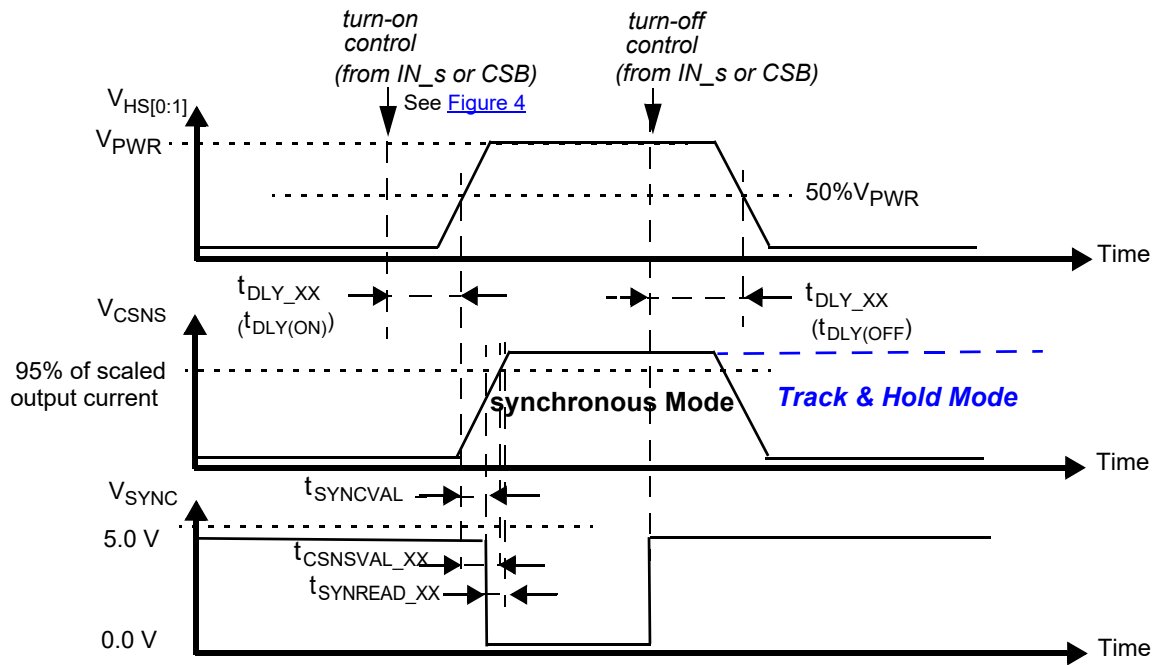 turn-on
control
(from IN_s or CSB)
See Figure 4
turn-off
control
(from IN_s or CSB)
VHS[0:1]
VPWR
50%VPWR
Time
tDLY_XX
(tDLY(ON))
tDLY_XX
(tDLY(OFF)
VCSNS
95% of scaled
output current
synchronous Mode
Track & Hold Mode
Time
VSYNC
tSYNCVAL
5.0 V
tCSNSVAL_XX
tSYNREAD_XX
0.0 V
Time